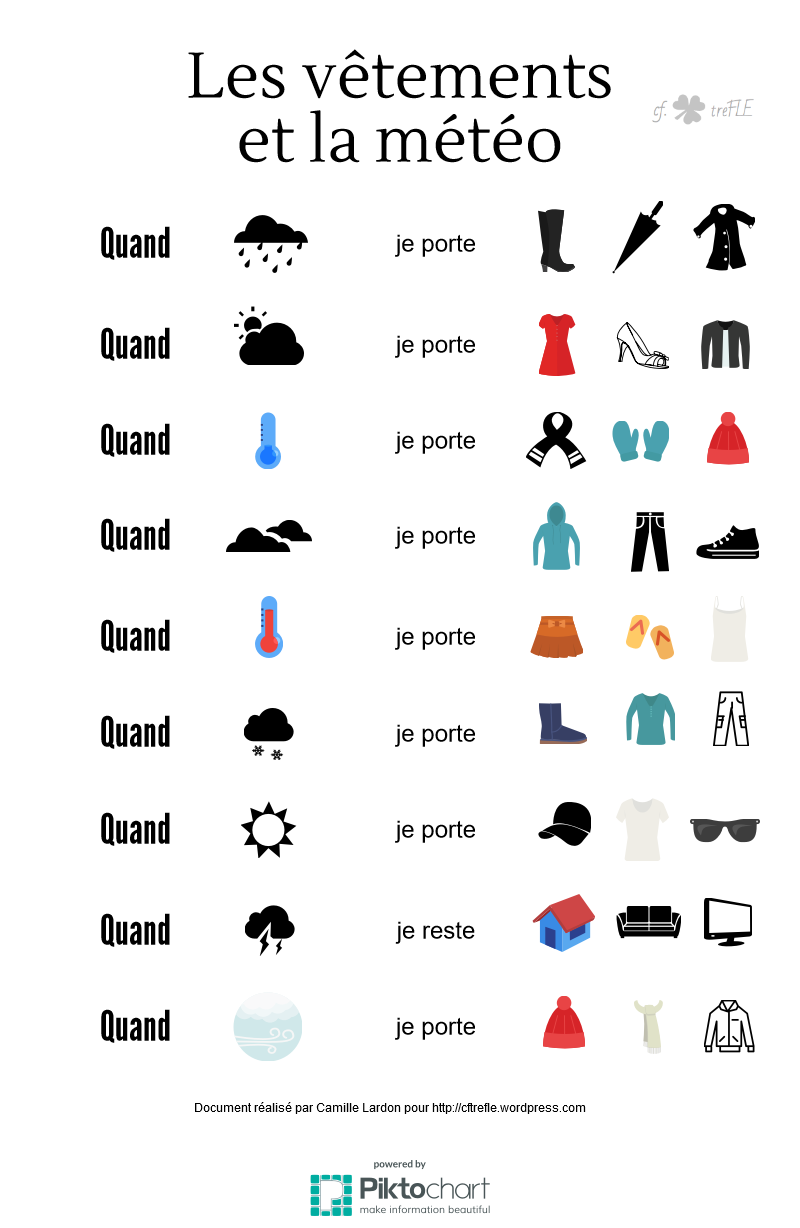 Les vêtements
et la météo
cf. treFLE
Quand je porte
Quand je porte
Quand je porte
Quand je porte
Quand je porte
Quand je porte
Quand je porte
Quand je reste
Quand je porte
Document réalisé par Camille Lardon pour http://cftrefle.wordpress.com
powered by
Piktochart
make information beautiful